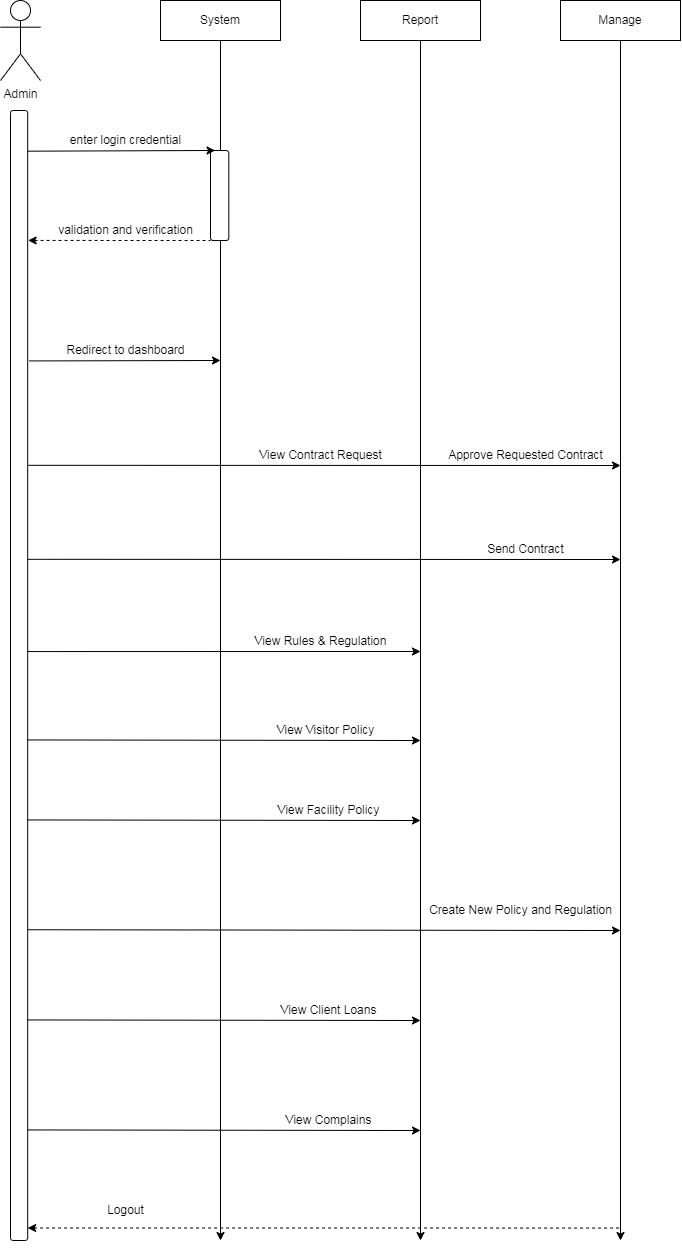 System
Report
Manage
Admin
enter login credential
validation and verification
Redirect to dashboard
View Contract Request
Approve Requested Contract
Send Contract
View Rules & Regulation
View Visitor Policy
View Facility Policy
Create New Policy and Regulation
View Client Loans
View Complains
Logout